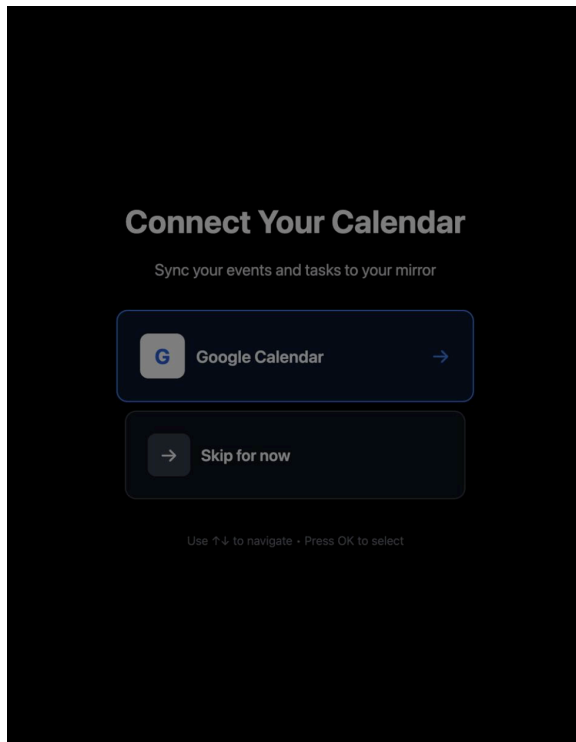 Connect Your Calendar
Sync your events and tasks to your mirror
G Google Calendar →
→ Skip for now
Use ↑↓ to navigate • Press OK to select